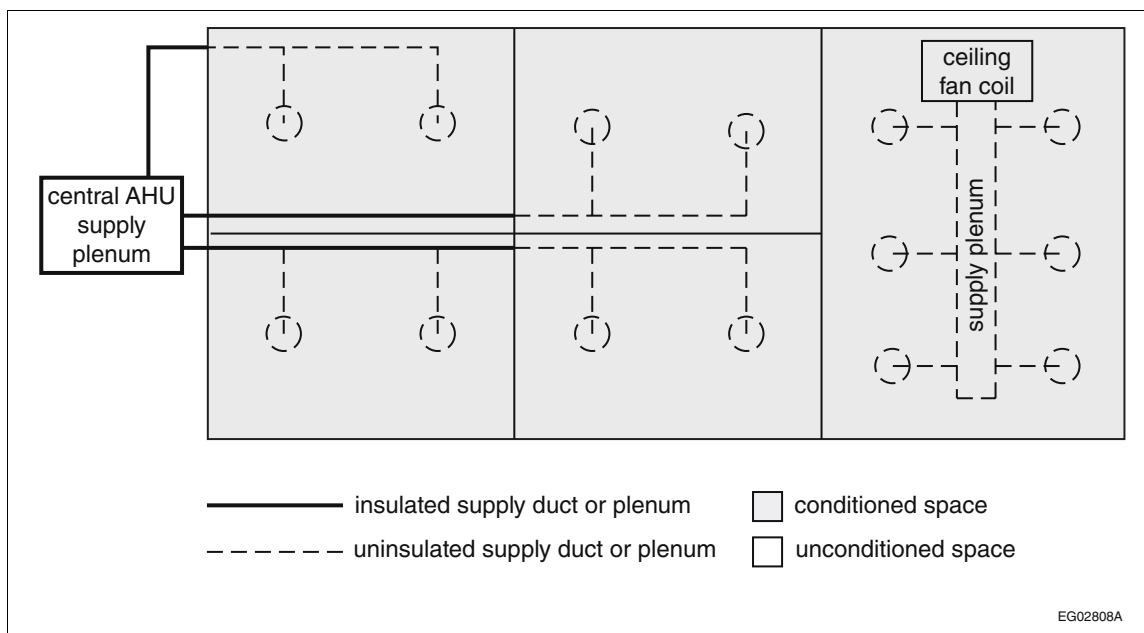 ceiling
fan coil
central AHU
supply
plenum
supply plenum
insulated supply duct or plenum
conditioned space
uninsulated supply duct or plenum
unconditioned space
EG02808A